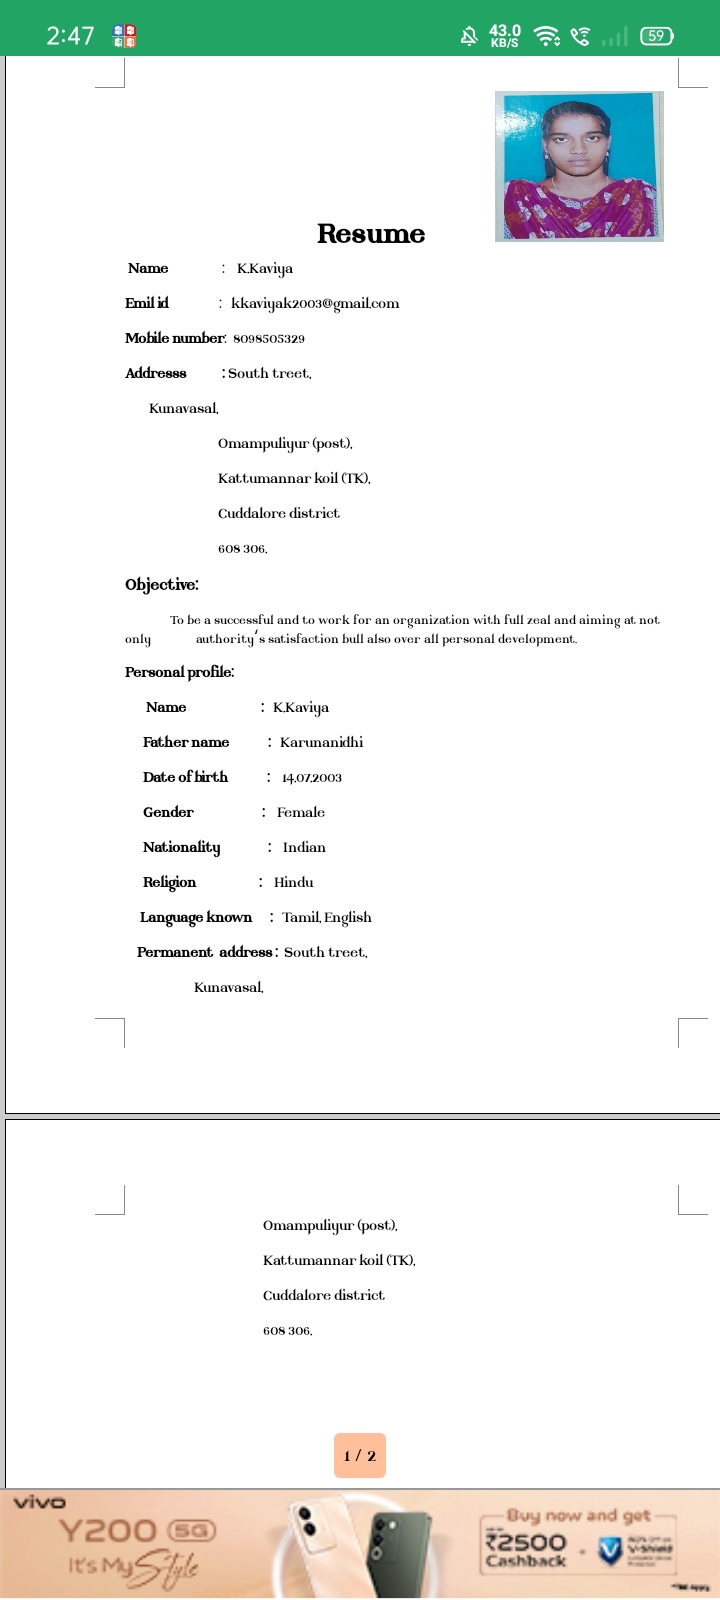 2:47
43.0
KB/S
59
Resume
Name : K.Kaviya
Emil id : kkaviyak2003@gmail.com
Mobile number: 8098505329
Addresss : South treet,
Kunavasal,
Omampuliyur (post),
Kattumannar koil (TK),
Cuddalore district
608 306.
Objective:
To be a successful and to work for an organization with full zeal and aiming at not
only authority's satisfaction bull also over all personal development.
Personal profile:
Name : K.Kaviya
Father name : Karunanidhi
Date of birth : 14.07.2003
Gender : Female
Nationality : Indian
Religion : Hindu
Language known : Tamil, English
Permanent address: South treet,
Kunavasal,
Omampuliyur (post),
Kattumannar koil (TK),
Cuddalore district
608 306.
1 / 2
vivo
Y200 5G
It's My Style
Buy now and get
₹2500
Cashback
+
V-Shield